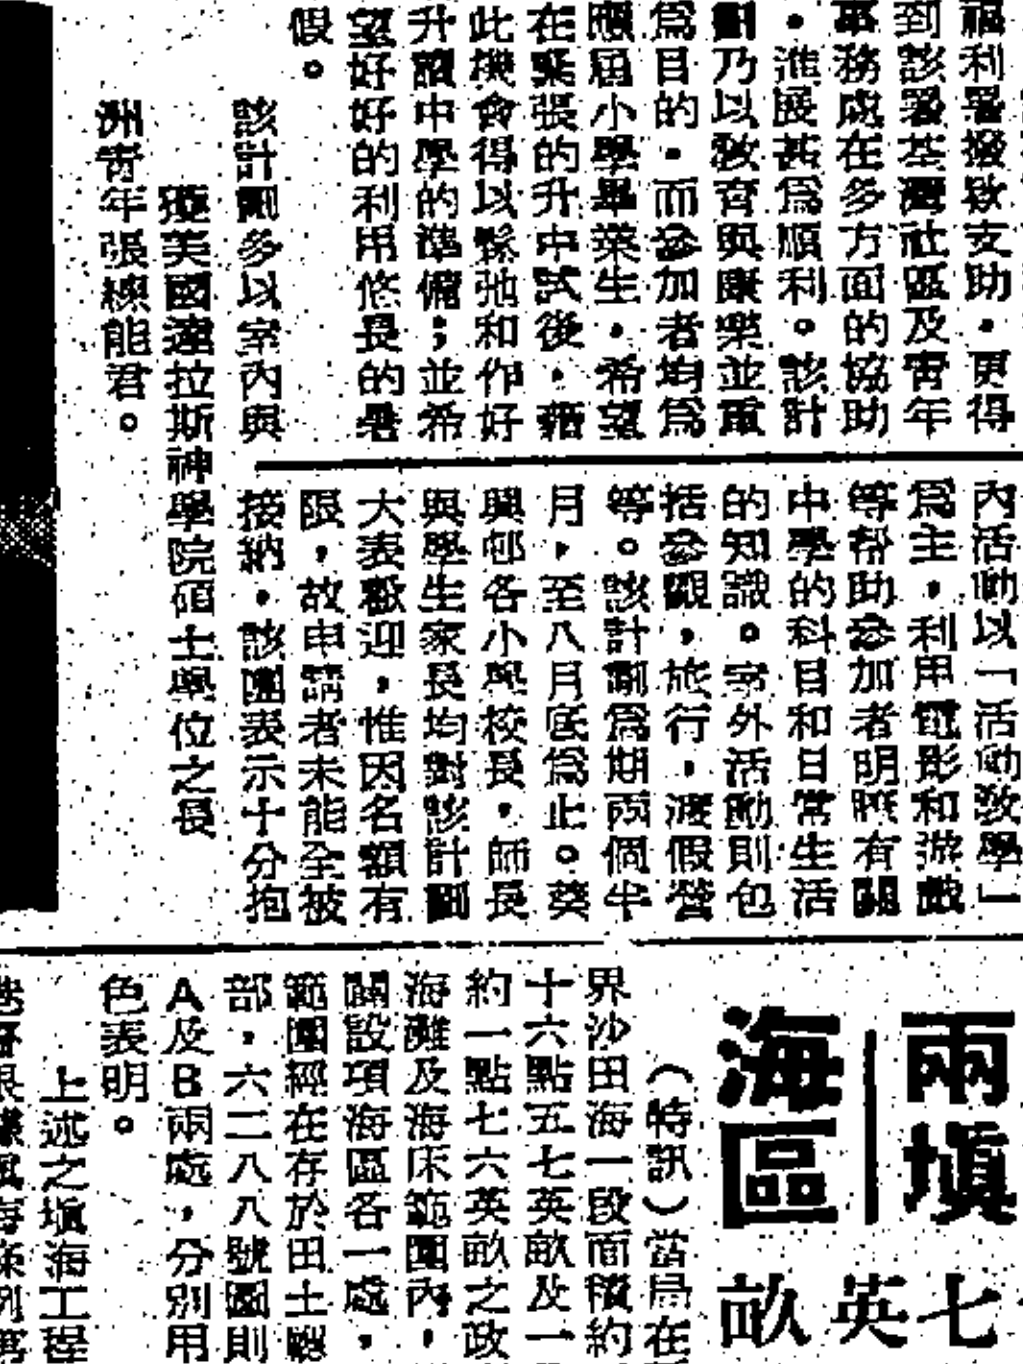 福利署撥欵支助，更得
到該署荃灣社區及青年
事務處在多方面的協助
，進展甚為順利。該計
劃乃以敎育與康樂並重
為目的，而參加者均為
應屆小學畢業生，希望
在緊張的升中試後，藉
此機會得以鬆弛和作好
升讀中學的準備；並希
望好好的利用悠長的暑
假。
該計劃多以室內與
獲美國達拉斯神學院碩士學位之長
洲青年張練能君。
內活動以「活動敎學」
為主，利用電影和遊戲
等幫助參加者明瞭有關
中學的科目和日常生活
的知識。室外活動則包
括參觀，旅行，渡假營
等。該計劃為期兩個半
月，至八月底為止。葵
興邨各小學校長，師長
與學生家長均對該計劃
大表歡迎，惟因名額有
限，故申請者未能全被
接納，該團表示十分抱
兩塡
海區
七英畝
（特訊）當局在
界沙田海一段面積約
十六點五七英畝及一
約一點七六英畝之政
海灘及海床範圍內，
闢設項海區各一處，
範圍經在存於田土廳
部，六二八八號圖則
A及B兩處，分別用
色表明。
上述之塡海工程